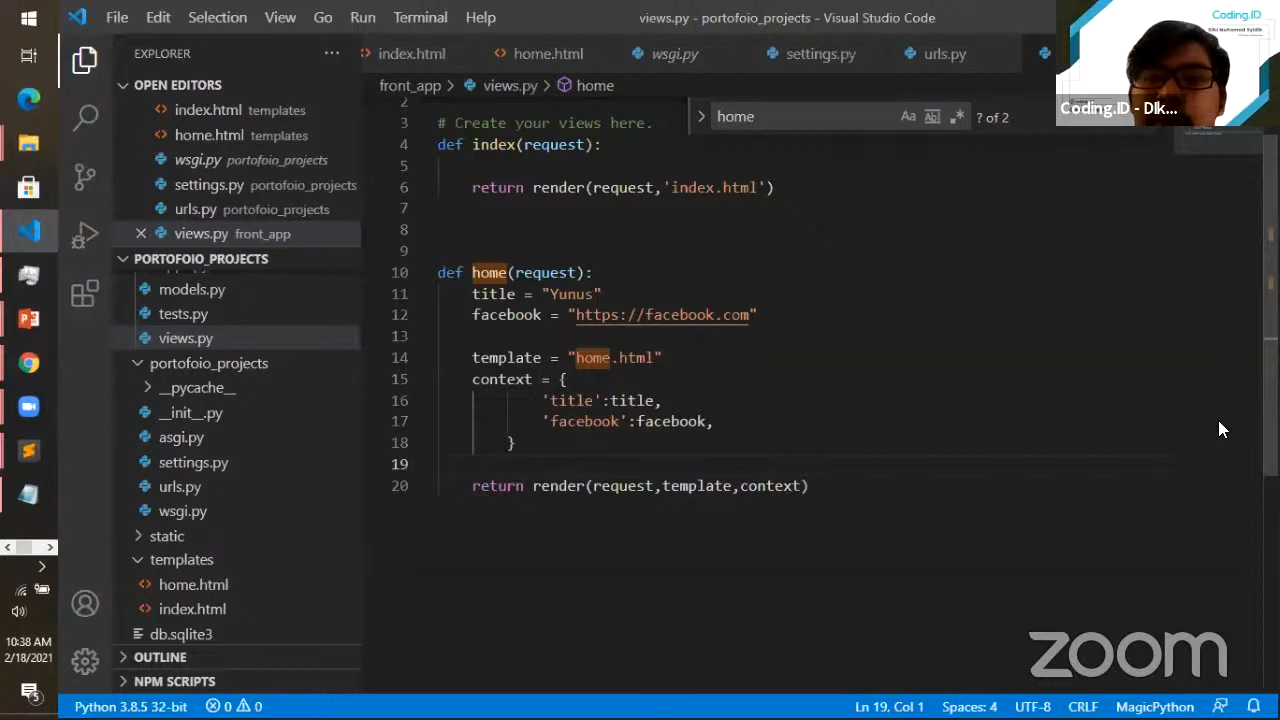 File Edit Selection View Go Run Terminal Help
views.py - portofoio_projects - Visual Studio Code
Coding.ID
Diki Muhamad Syidik
Coding.ID - DIk...
EXPLORER
index.html
home.html
wsgi.py
settings.py
urls.py
OPEN EDITORS
index.html templates
home.html templates
wsgi.py portofoio_projects
settings.py portofoio_projects
urls.py portofoio_projects
views.py front_app
PORTOFOIO_PROJECTS
models.py
tests.py
views.py
portofoio_projects
__pycache__
__init__.py
asgi.py
settings.py
urls.py
wsgi.py
static
templates
home.html
index.html
db.sqlite3
OUTLINE
NPM SCRIPTS
front_app > views.py > home
home
Aa
? of 2
2
3 # Create your views here.
4 def index(request):
5
6 return render(request,'index.html')
7
8
9
10 def home(request):
11 title = "Yunus"
12 facebook = "https://facebook.com"
13
14 template = "home.html"
15 context = {
16 'title':title,
17 'facebook':facebook,
18 }
19
20 return render(request,template,context)
zoom
10:38 AM
2/18/2021
5
Python 3.8.5 32-bit
0 0
Ln 19, Col 1
Spaces: 4
UTF-8
CRLF
MagicPython